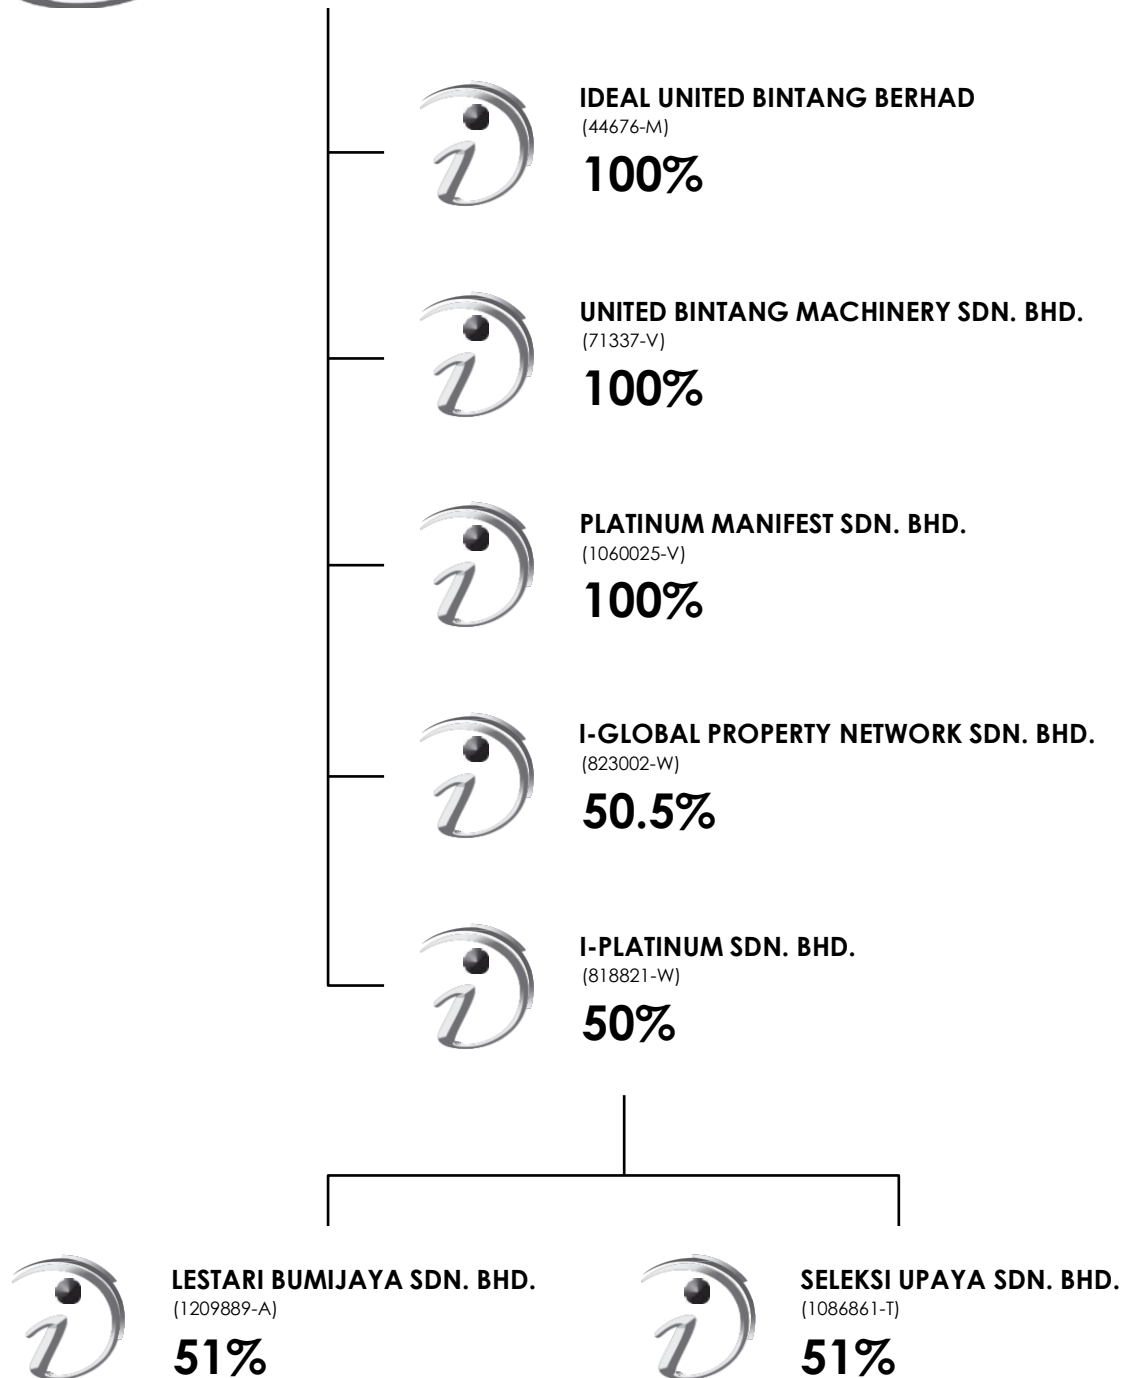 IDEAL UNITED BINTANG BERHAD
(44676-M)
100%
UNITED BINTANG MACHINERY SDN. BHD.
(71337-V)
100%
PLATINUM MANIFEST SDN. BHD.
(1060025-V)
100%
I-GLOBAL PROPERTY NETWORK SDN. BHD.
(823002-W)
50.5%
I-PLATINUM SDN. BHD.
(818821-W)
50%
LESTARI BUMIJAYA SDN. BHD.
(1209889-A)
51%
SELEKSI UPAYA SDN. BHD.
(1086861-T)
51%